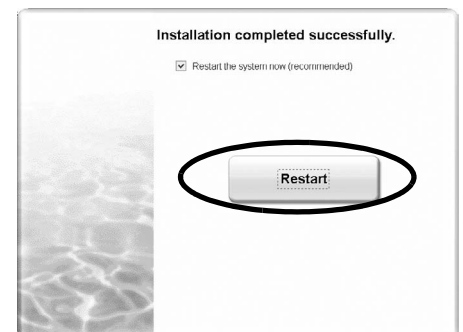 Installation completed successfully.
Restart the system now (recommended)
Restart